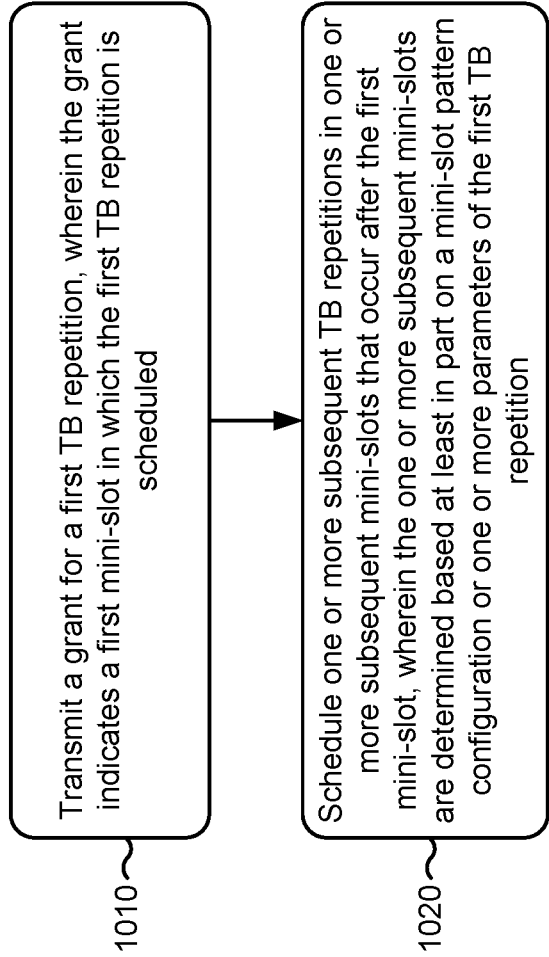 1010
Transmit a grant for a first TB repetition, wherein the grant
indicates a first mini-slot in which the first TB repetition is
scheduled
1020
Schedule one or more subsequent TB repetitions in one or
more subsequent mini-slots that occur after the first
mini-slot, wherein the one or more subsequent mini-slots
are determined based at least in part on a mini-slot pattern
configuration or one or more parameters of the first TB
repetition